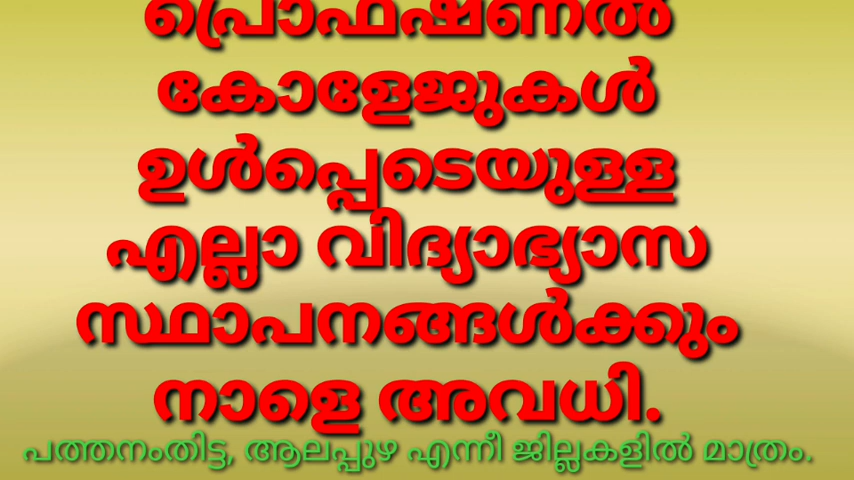 പ്രൊഫഷണൽ
കോളേജുകൾ
ഉൾപ്പെടെയുള്ള
എല്ലാ വിദ്യാഭ്യാസ
സ്ഥാപനങ്ങൾക്കും
നാളെ അവധി.
പത്തനംതിട്ട, ആലപ്പുഴ എന്നീ ജില്ലകളിൽ മാത്രം.